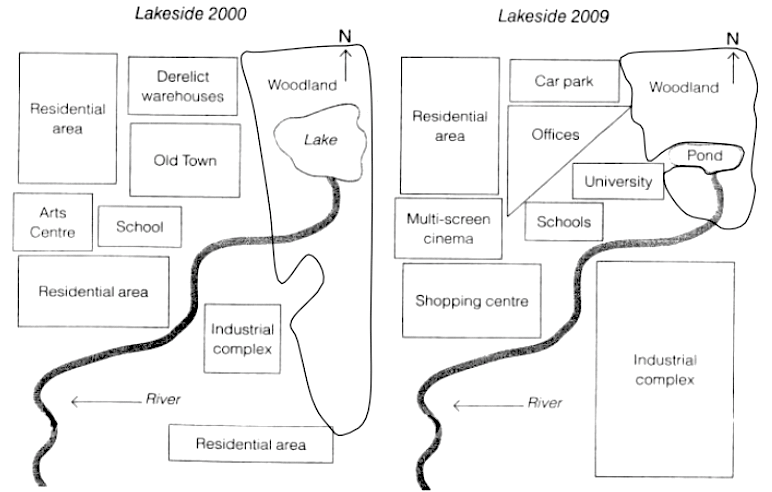 Lakeside 2000
N
Derelict
warehouses
Woodland
Residential
area
Lake
Old Town
Arts
Centre
School
Residential area
Industrial
complex
River
Residential area
Lakeside 2009
N
Car park
Woodland
Residential
area
Offices
Pond
University
Multi-screen
cinema
Schools
Shopping centre
Industrial
complex
River